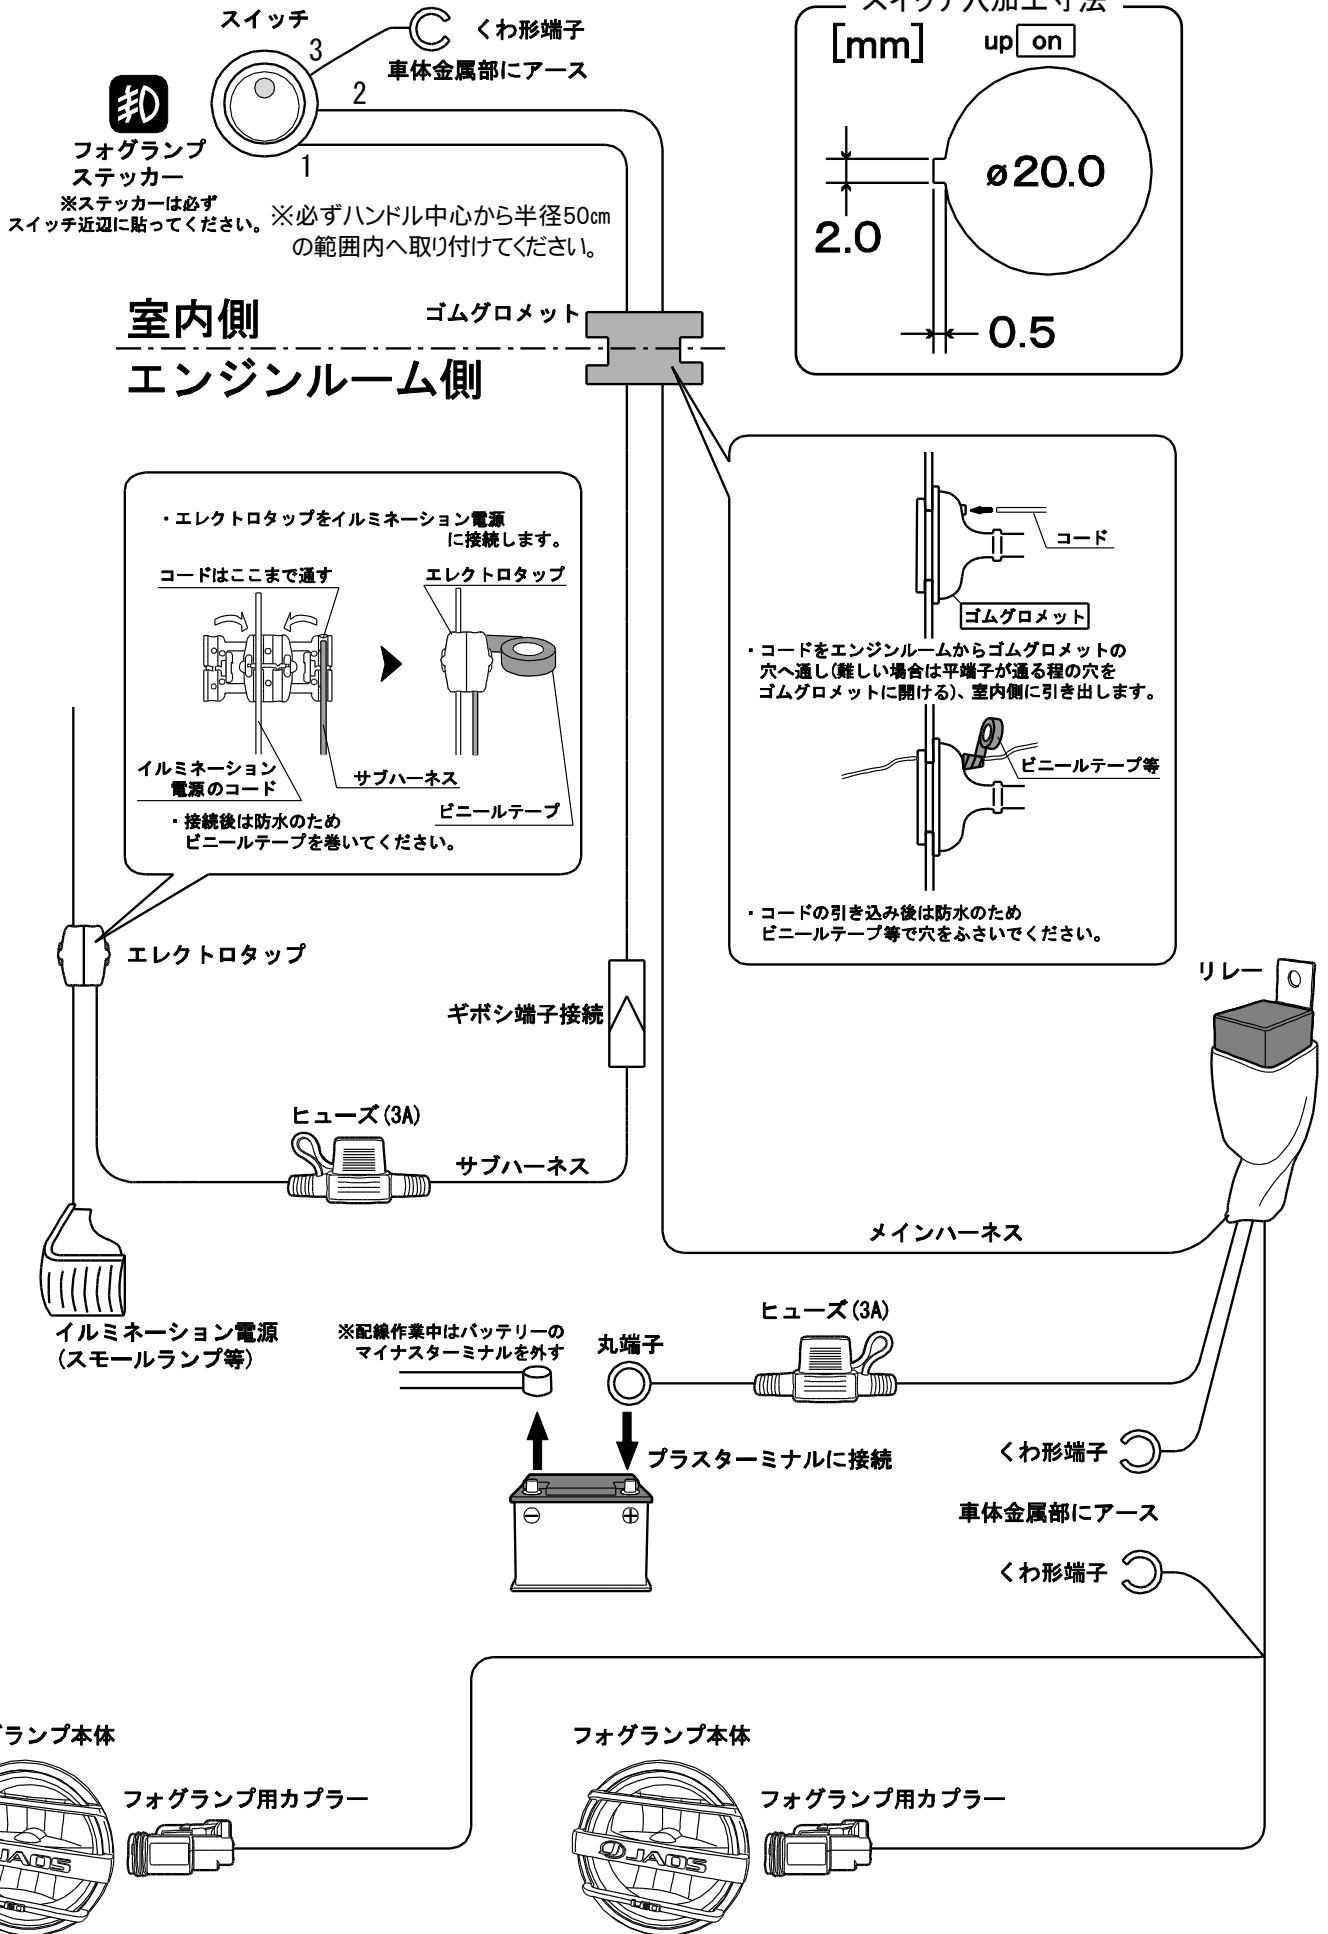 スイッチ
3
くわ形端子
車体金属部にアース
2
1
フォグランプ
ステッカー
※ステッカーは必ず
スイッチ近辺に貼ってください。
※必ずハンドル中心から半径50㎝
の範囲内へ取り付けてください。
スイッチ穴加工寸法
[mm]
up on
ø20.0
2.0
0.5
室内側
ゴムグロメット
エンジンルーム側
・エレクトロタップをイルミネーション電源
に接続します。
コードはここまで通す
エレクトロタップ
イルミネーション
電源のコード
サブハーネス
ビニールテープ
・接続後は防水のため
ビニールテープを巻いてください。
コード
ゴムグロメット
・コードをエンジンルームからゴムグロメットの
穴へ通し(難しい場合は平端子が通る程の穴を
ゴムグロメットに開ける)、室内側に引き出します。
ビニールテープ等
・コードの引き込み後は防水のため
ビニールテープ等で穴をふさいでください。
エレクトロタップ
リレー
ギボシ端子接続
ヒューズ(3A)
サブハーネス
メインハーネス
イルミネーション電源
(スモールランプ等)
※配線作業中はバッテリーの
マイナスターミナルを外す
丸端子
ヒューズ(3A)
プラスターミナルに接続
くわ形端子
車体金属部にアース
くわ形端子
グランプ本体
フォグランプ用カプラー
JAOS
LED
フォグランプ本体
フォグランプ用カプラー
JAOS
LED